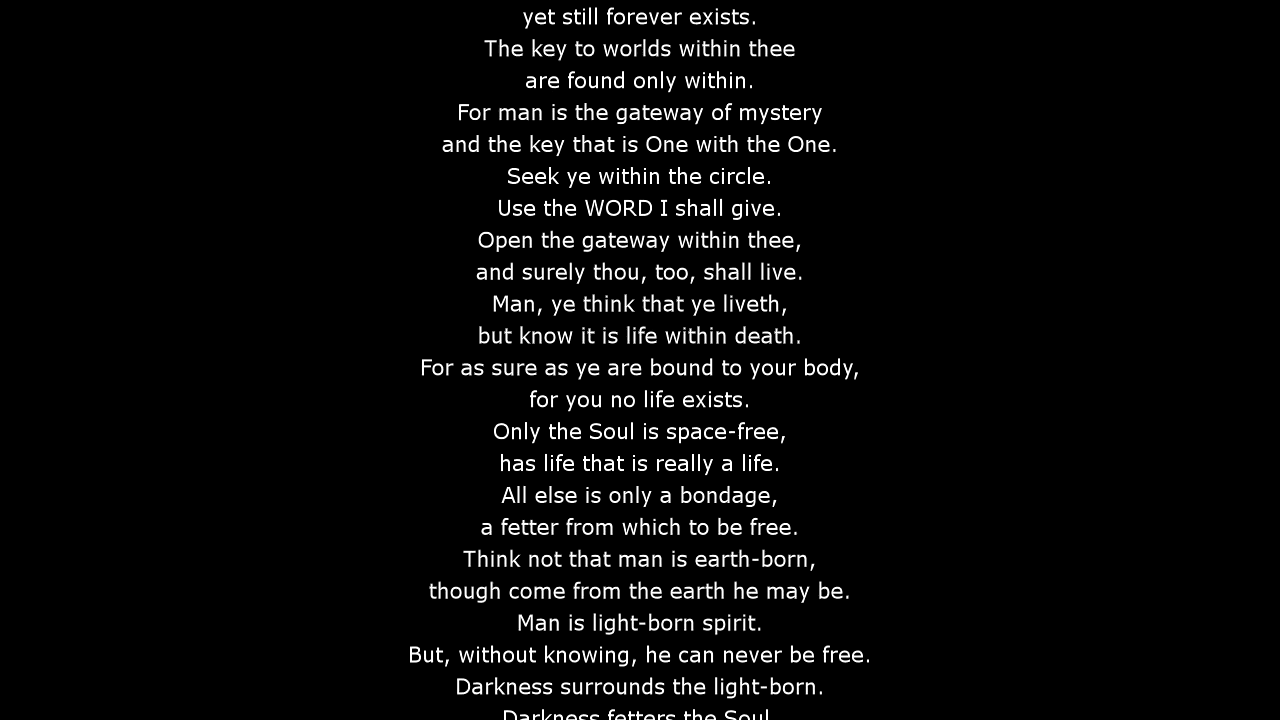 yet still forever exists.
The key to worlds within thee
are found only within.
For man is the gateway of mystery
and the key that is One with the One.
Seek ye within the circle.
Use the WORD I shall give.
Open the gateway within thee,
and surely thou, too, shall live.
Man, ye think that ye liveth,
but know it is life within death.
For as sure as ye are bound to your body,
for you no life exists.
Only the Soul is space-free,
has life that is really a life.
All else is only a bondage,
a fetter from which to be free.
Think not that man is earth-born,
though come from the earth he may be.
Man is light-born spirit.
But, without knowing, he can never be free.
Darkness surrounds the light-born.
Darkness fetters the Soul.